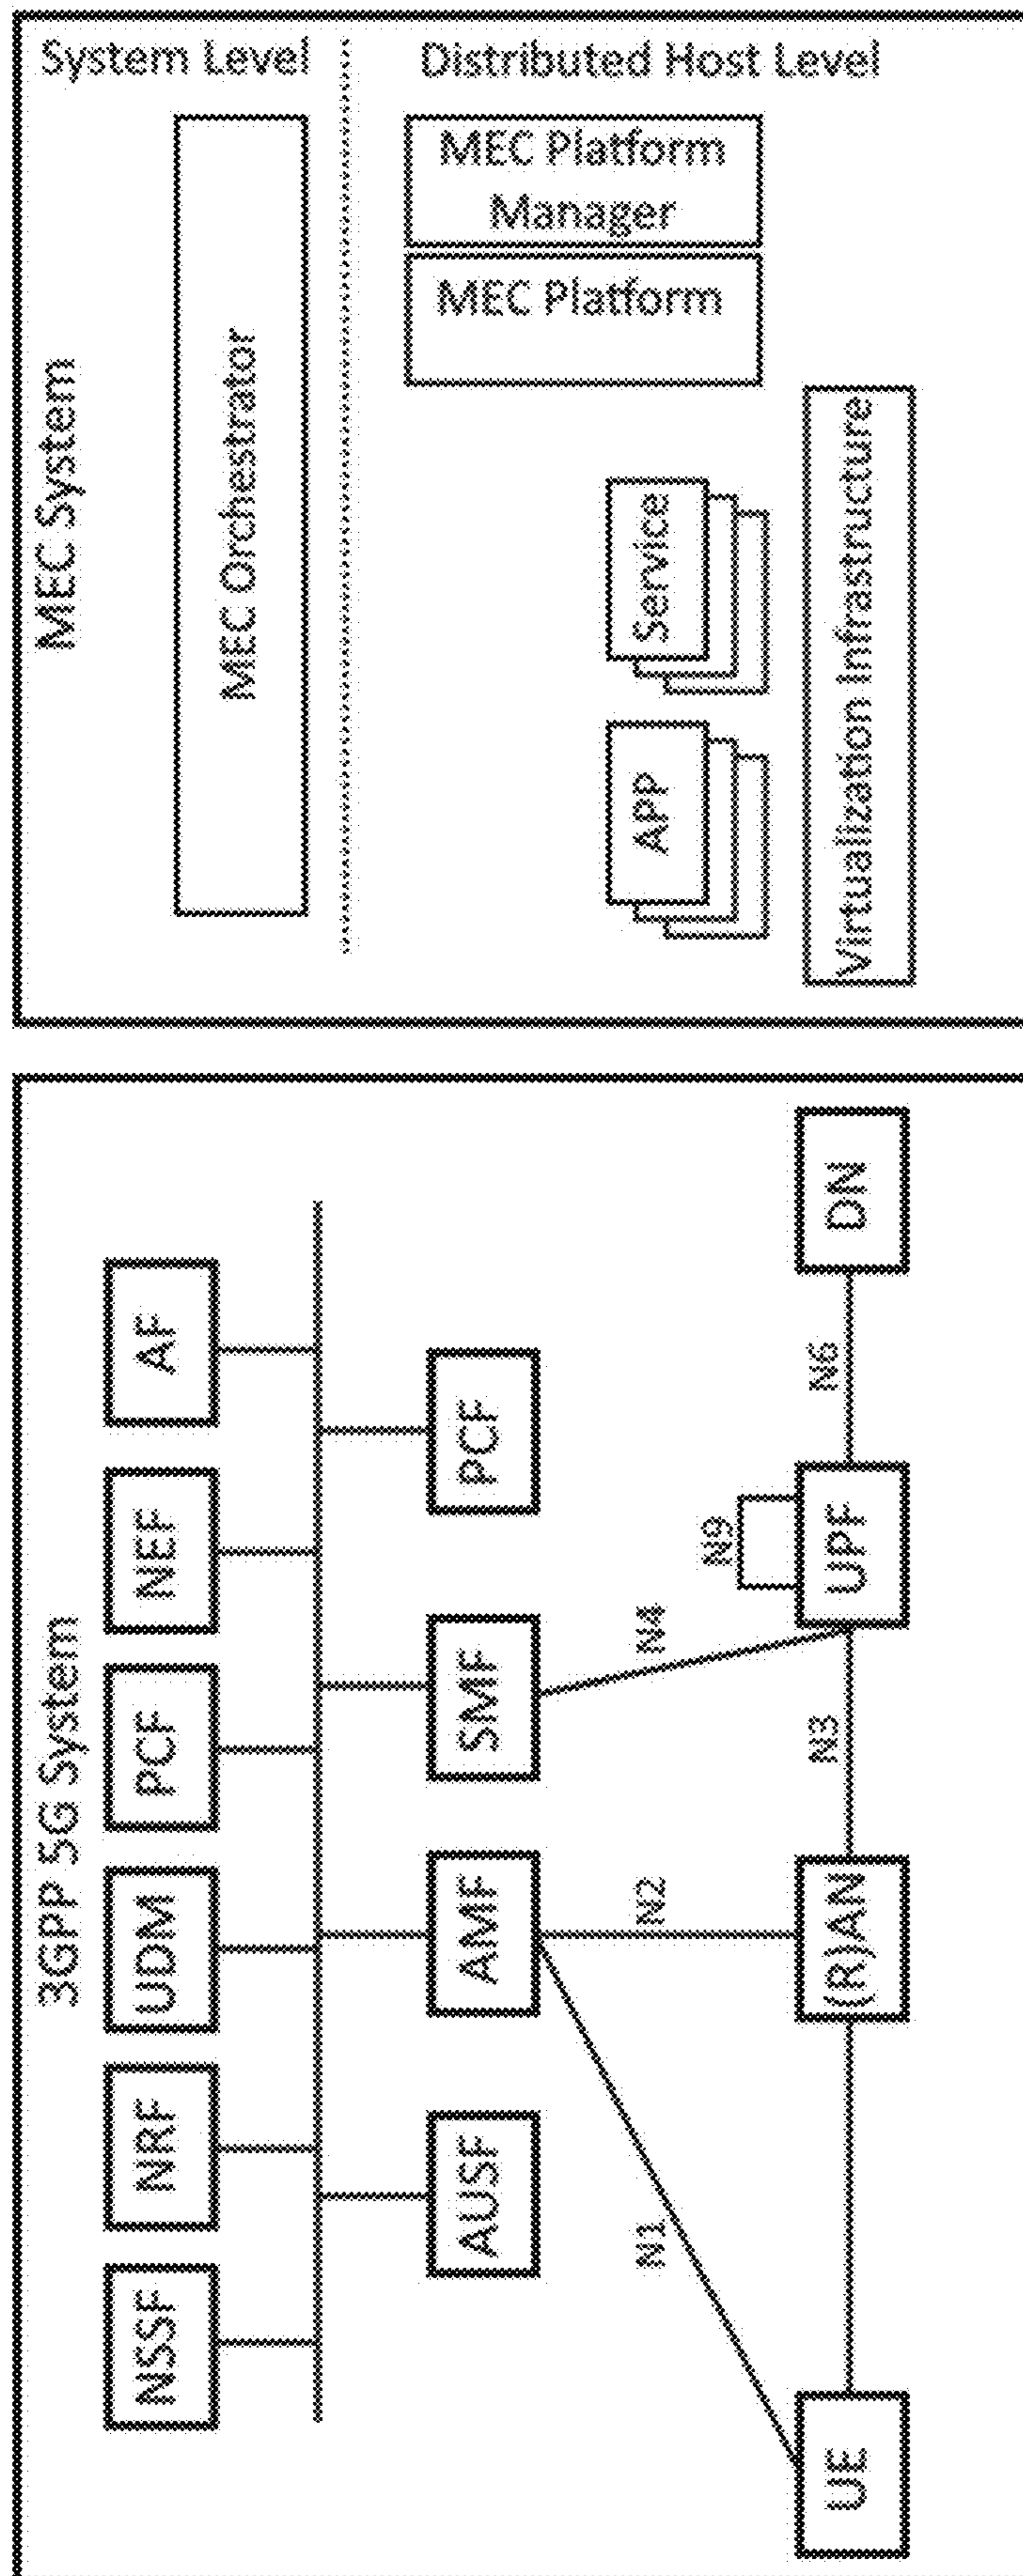 3GPP 5G System
NSSF
NRF
UDM
PCF
NEF
AF
AUSF
AMF
SMF
PCF
N1
N2
N4
N9
UE
(R)AN
N3
UPF
N6
DN
MEC System
System Level
MEC Orchestrator
Distributed Host Level
MEC Platform
Manager
MEC Platform
APP
Service
Virtualization Infrastructure